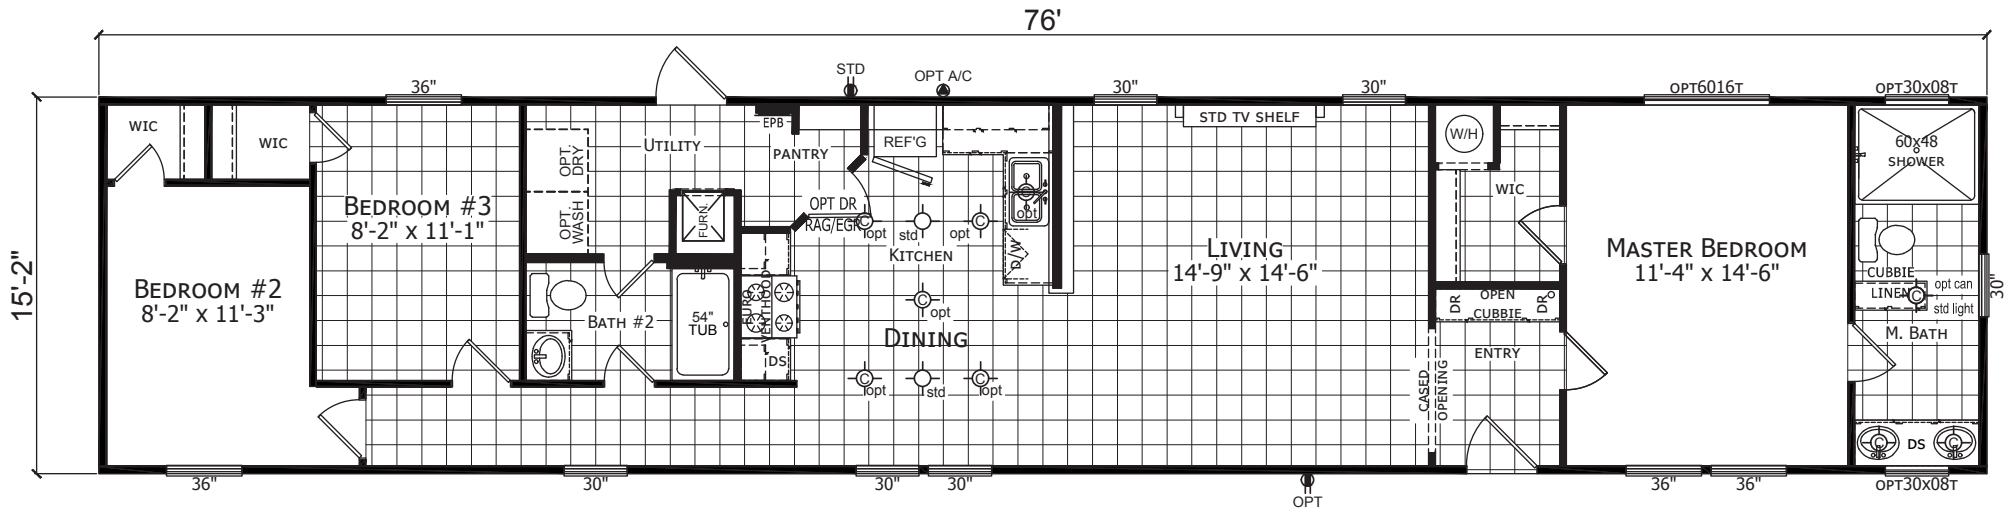 76'
15'-2"
36"
STD
OPT A/C
30"
30"
OPT6016T
OPT30X08T
WIC
WIC
BEDROOM #3
8'-2" X 11'-1"
BEDROOM #2
8'-2" X 11'-3"
OPT. DRY
OPT. WASH
UTILITY
EPB
PANTRY
FURN.
OPT DR
RAG/EGR
REF'G
opt
std
opt
KITCHEN
opt
D/W
BATH #2
54"
TUB
EURO
VENTHOOD
DS
opt
DINING
opt
std
opt
STD TV SHELF
LIVING
14'-9" X 14'-6"
W/H
WIC
DR
OPEN
CUBBIE
DR
ENTRY
CASED
OPENING
MASTER BEDROOM
11'-4" X 14'-6"
60X48
SHOWER
CUBBIE
LINEN
opt can
std light
30"
M. BATH
DS
36"
30"
30"
30"
OPT
36"
36"
OPT30X08T